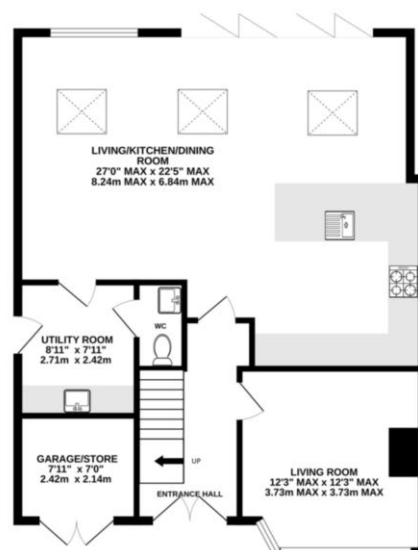 LIVING/KITCHEN/DINING
ROOM
27'0" MAX x 22'5" MAX
8.24m MAX x 6.84m MAX
WC
UTILITY ROOM
8'11" x 7'11"
2.71m x 2.42m
GARAGE/STORE
7'11" x 7'0"
2.42m x 2.14m
UP
ENTRANCE HALL
LIVING ROOM
12'3" MAX x 12'3" MAX
3.73m MAX x 3.73m MAX